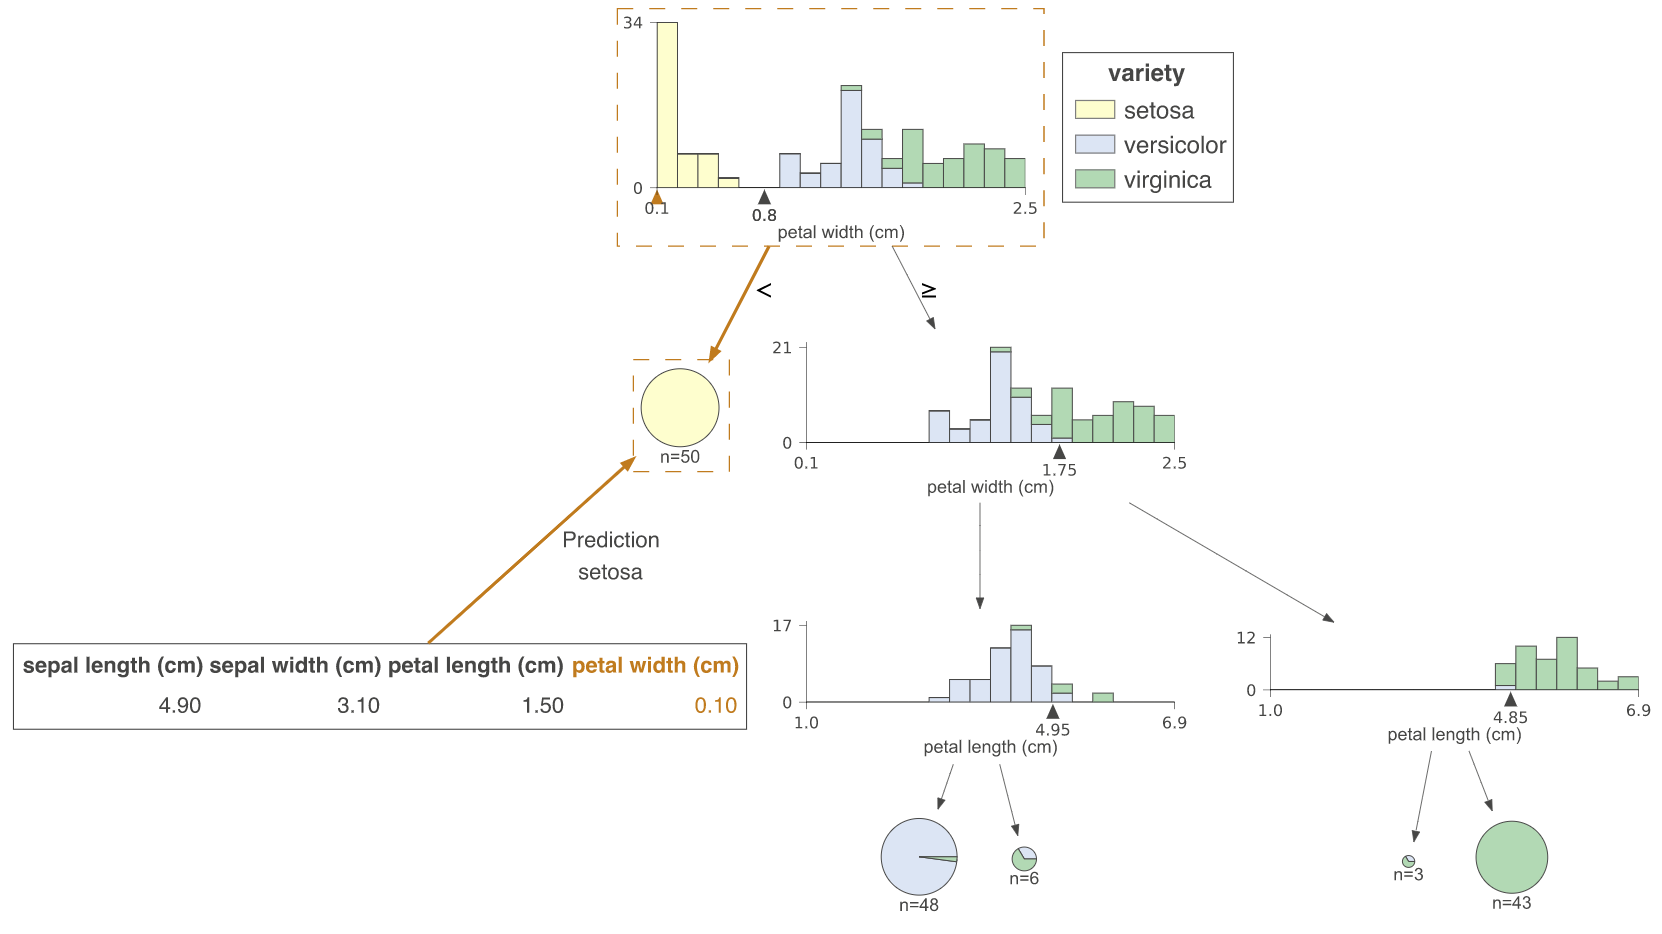 34
0
0.1
0.8
2.5
petal width (cm)
variety
setosa
versicolor
virginica
<
≥
n=50
21
0
0.1
1.75
2.5
petal width (cm)
Prediction
setosa
sepal length (cm) sepal width (cm) petal length (cm) petal width (cm)
4.90 3.10 1.50 0.10
17
0
1.0
4.95
6.9
petal length (cm)
12
0
1.0
4.85
6.9
petal length (cm)
n=48
n=6
n=3
n=43